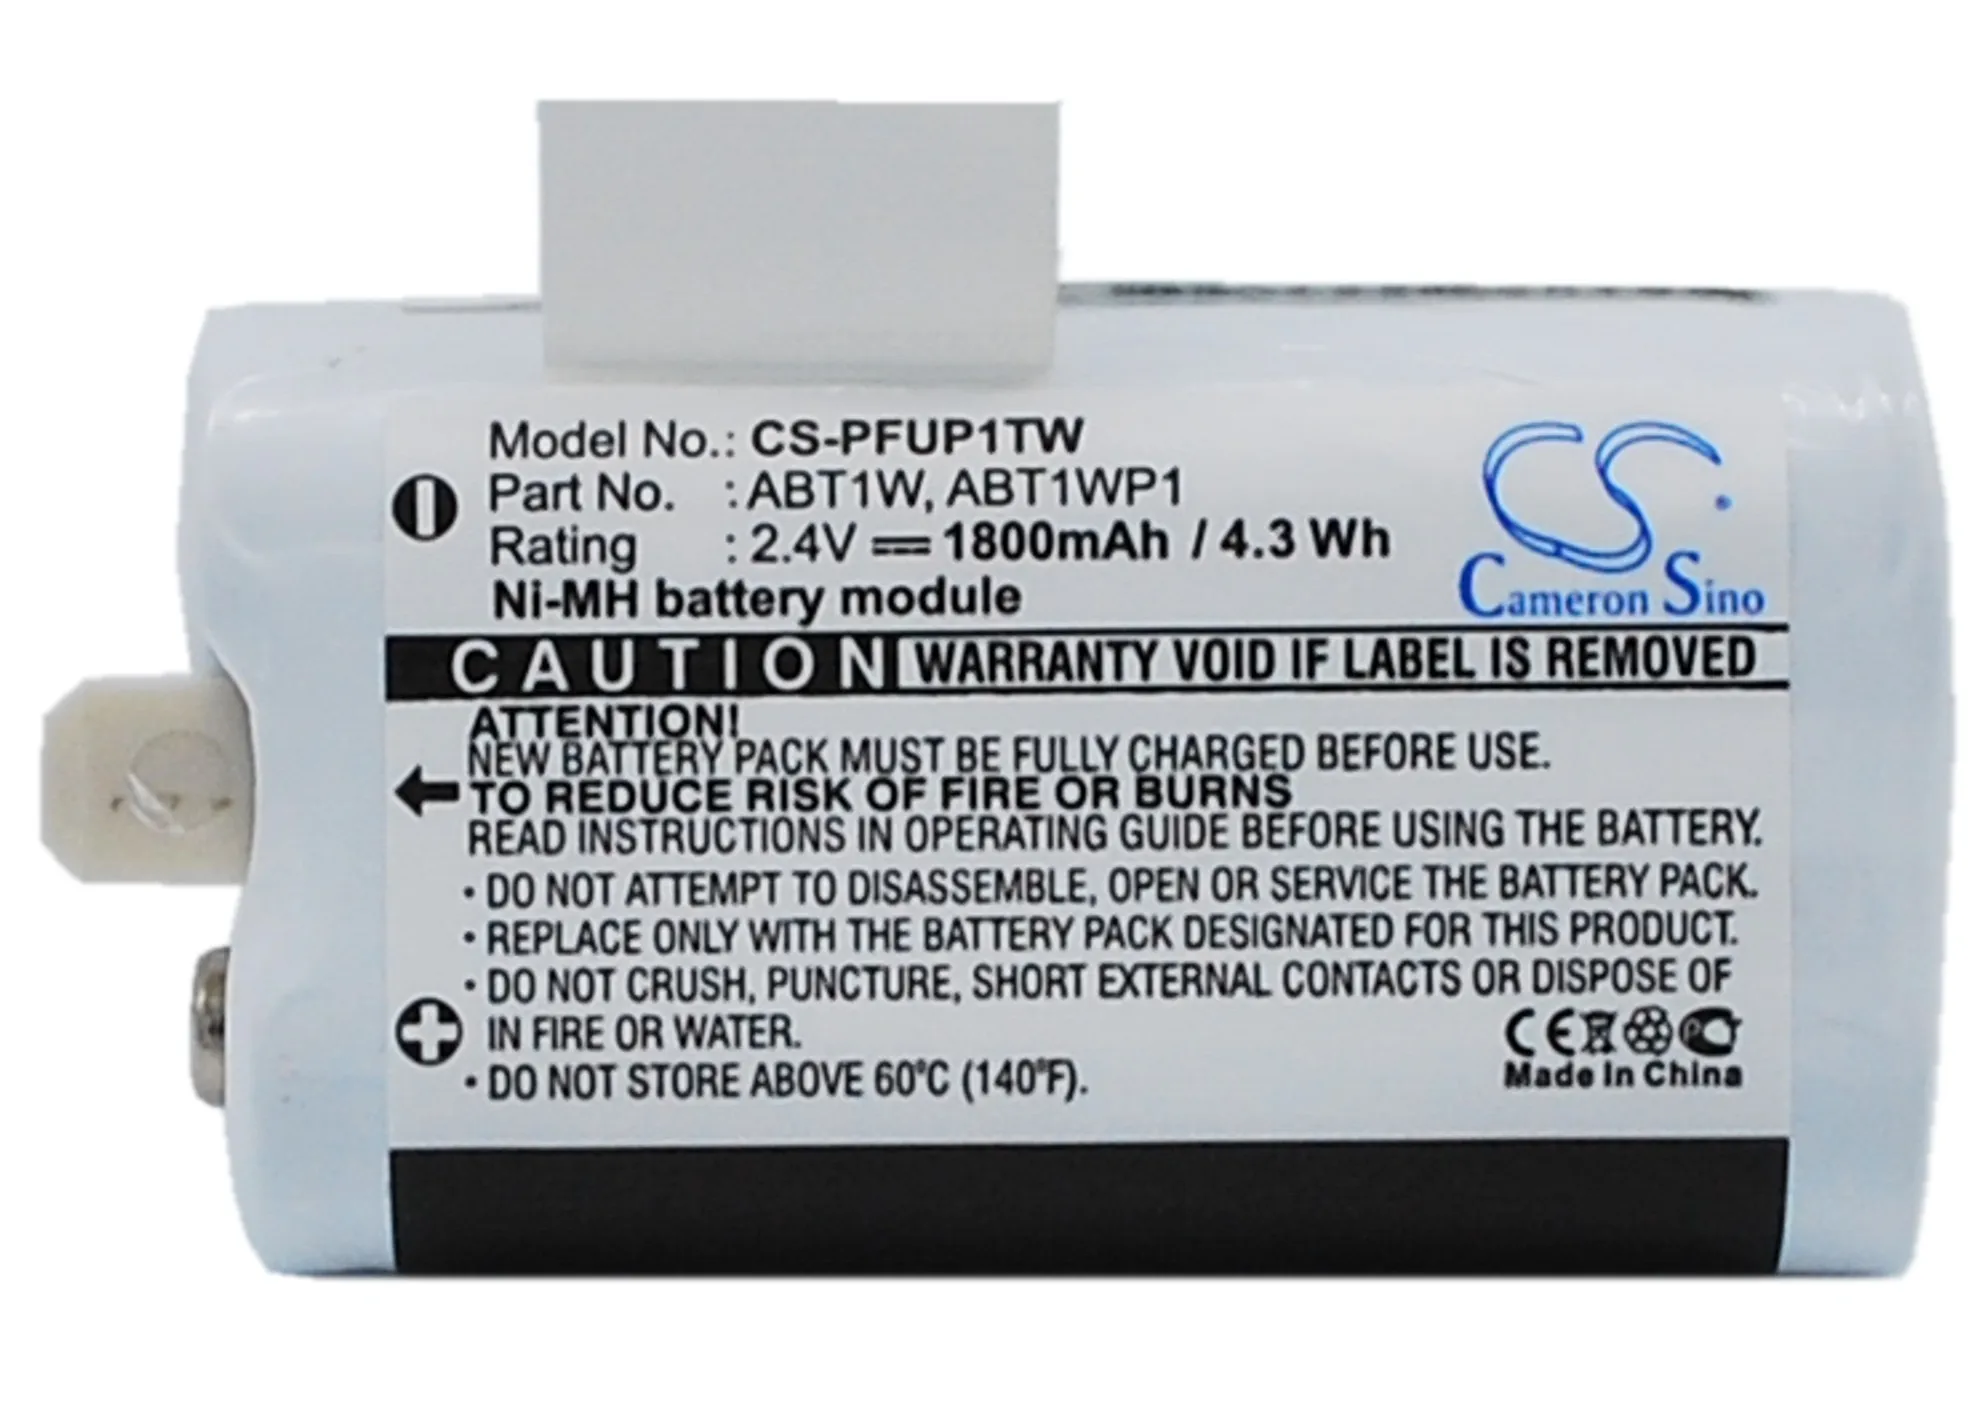 Model No.: CS-PFUP1TW
Part No. : ABT1W, ABT1WP1
Rating : 2.4V ⎓ 1800mAh / 4.3 Wh
Ni-MH battery module
CS
Cameron Sino
CAUTION WARRANTY VOID IF LABEL IS REMOVED
ATTENTION!
NEW BATTERY PACK MUST BE FULLY CHARGED BEFORE USE.
TO REDUCE RISK OF FIRE OR BURNS
READ INSTRUCTIONS IN OPERATING GUIDE BEFORE USING THE BATTERY.
• DO NOT ATTEMPT TO DISASSEMBLE, OPEN OR SERVICE THE BATTERY PACK.
• REPLACE ONLY WITH THE BATTERY PACK DESIGNATED FOR THIS PRODUCT.
• DO NOT CRUSH, PUNCTURE, SHORT EXTERNAL CONTACTS OR DISPOSE OF
IN FIRE OR WATER.
• DO NOT STORE ABOVE 60°C (140°F).
CE
Made in China